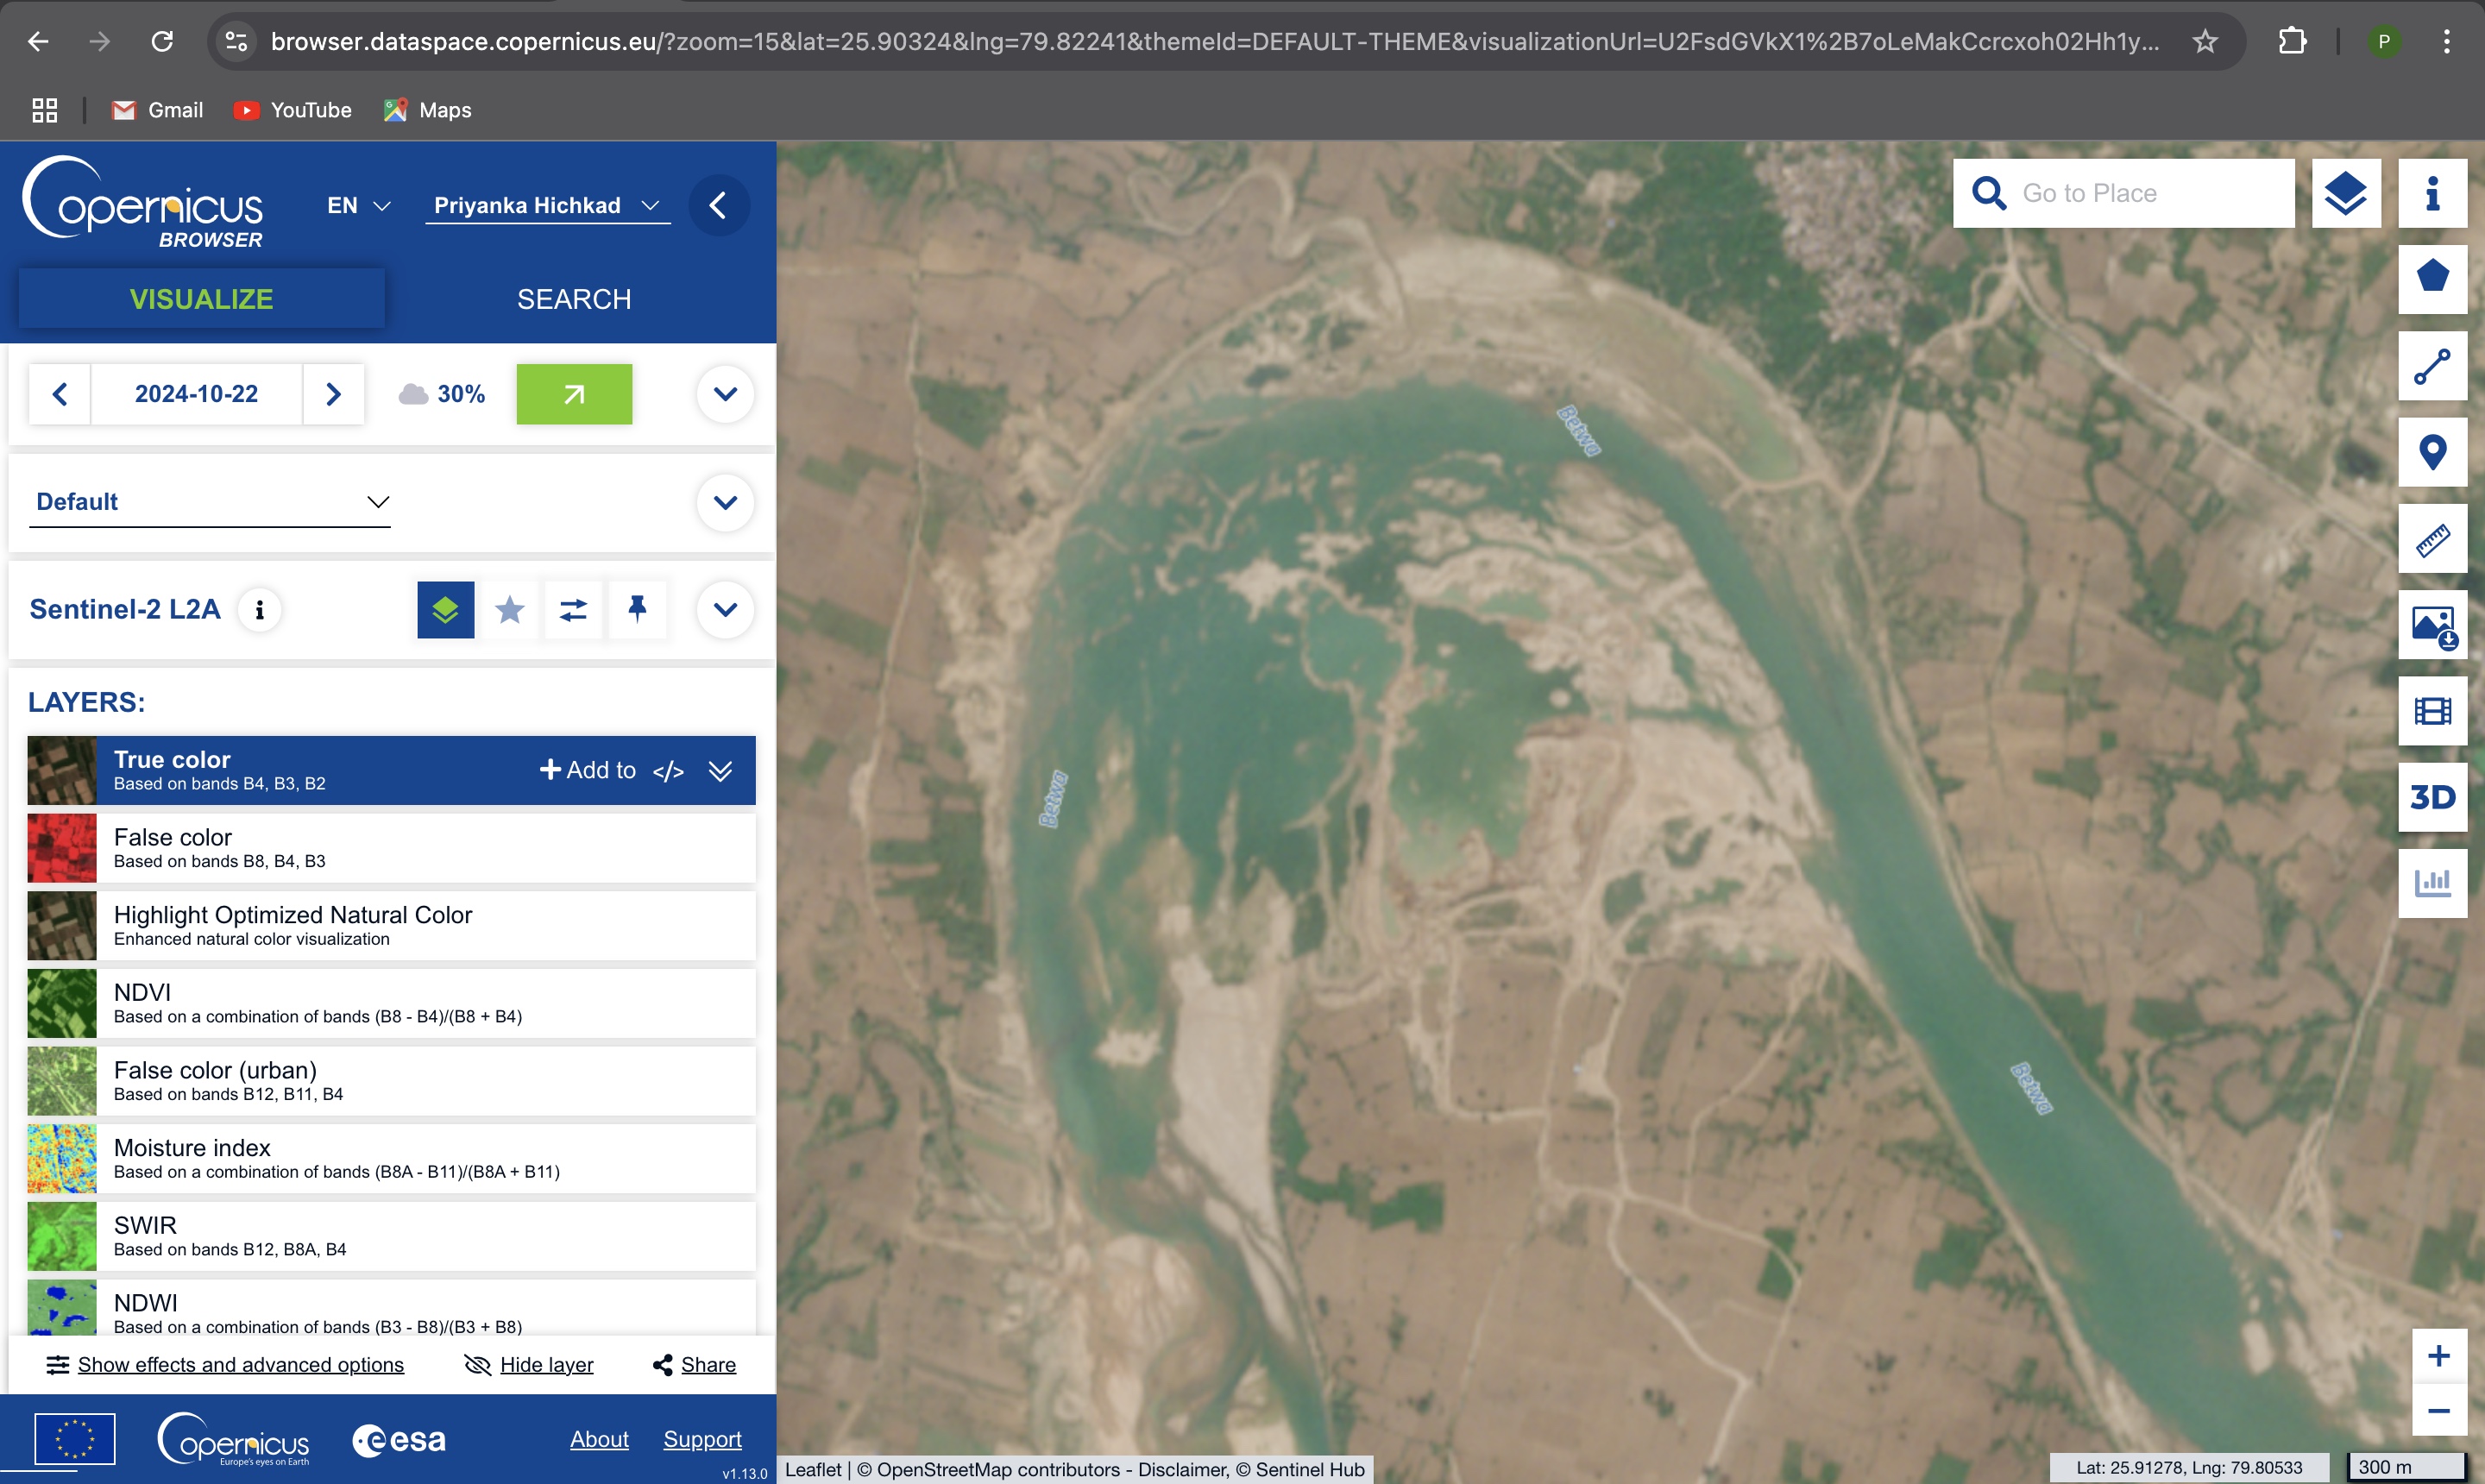 browser.dataspace.copernicus.eu/?zoom=15&lat=25.90324&lng=79.82241&themeId=DEFAULT-THEME&visualizationUrl=U2FsdGVkX1%2B7oLeMakCcrcxoh02Hh1y...
P
Gmail
YouTube
Maps
opernicus
BROWSER
EN
Priyanka Hichkad
Go to Place
VISUALIZE
SEARCH
2024-10-22
30%
Default
Sentinel-2 L2A
LAYERS:
True color
Based on bands B4, B3, B2
+ Add to </>
False color
Based on bands B8, B4, B3
Highlight Optimized Natural Color
Enhanced natural color visualization
NDVI
Based on a combination of bands (B8 - B4)/(B8 + B4)
False color (urban)
Based on bands B12, B11, B4
Moisture index
Based on a combination of bands (B8A - B11)/(B8A + B11)
SWIR
Based on bands B12, B8A, B4
NDWI
Based on a combination of bands (B3 - B8)/(B3 + B8)
Show effects and advanced options
Hide layer
Share
opernicus
Europe's eyes on Earth
esa
About
Support
v1.13.0
Betwa
Betwa
Betwa
3D
+
−
Leaflet | © OpenStreetMap contributors - Disclaimer, © Sentinel Hub
Lat: 25.91278, Lng: 79.80533
300 m